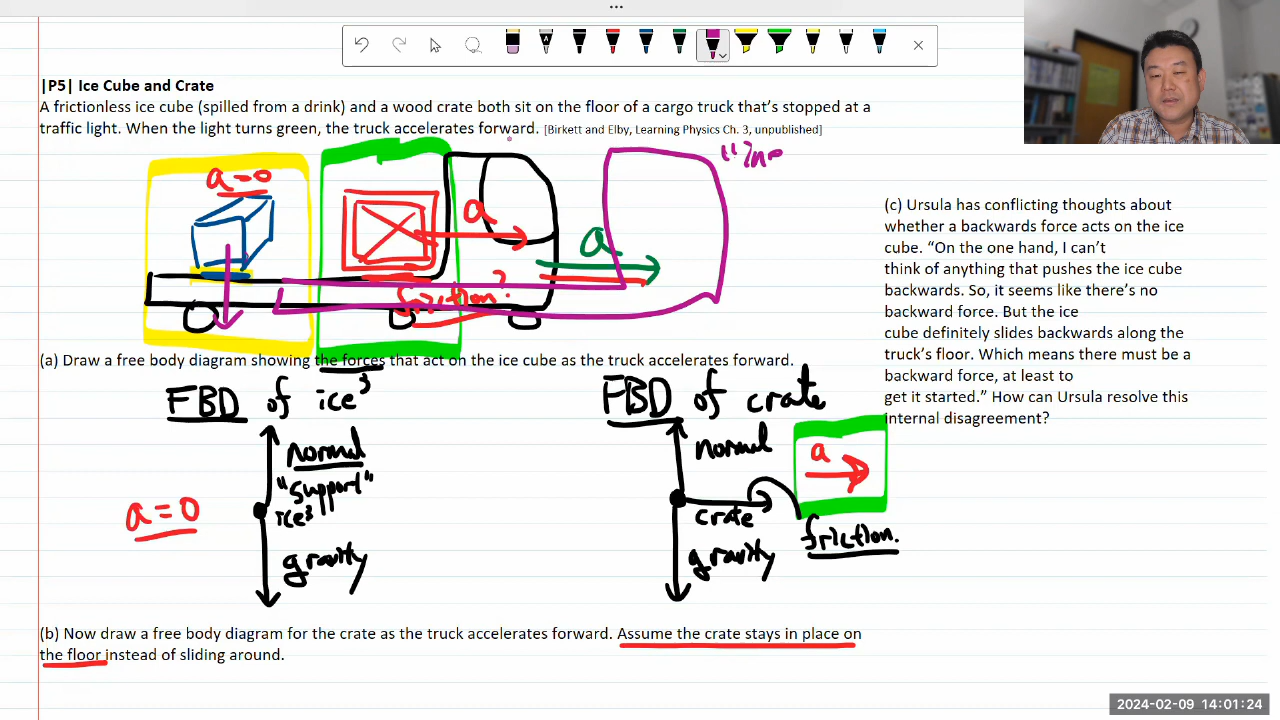 |P5| Ice Cube and Crate
A frictionless ice cube (spilled from a drink) and a wood crate both sit on the floor of a cargo truck that's stopped at a
traffic light. When the light turns green, the truck accelerates forward. [Birkett and Elby, Learning Physics Ch. 3, unpublished]
a=0
a
a
friction?
(a) Draw a free body diagram showing the forces that act on the ice cube as the truck accelerates forward.
FBD of ice³
normal
"support"
ice³
gravity
a=0
FBD of crate
normal
crate
gravity
a
friction.
(b) Now draw a free body diagram for the crate as the truck accelerates forward. Assume the crate stays in place on
the floor instead of sliding around.
(c) Ursula has conflicting thoughts about
whether a backwards force acts on the ice
cube. "On the one hand, I can't
think of anything that pushes the ice cube
backwards. So, it seems like there's no
backward force. But the ice
cube definitely slides backwards along the
truck's floor. Which means there must be a
backward force, at least to
get it started." How can Ursula resolve this
internal disagreement?
2024-02-09 14:01:24